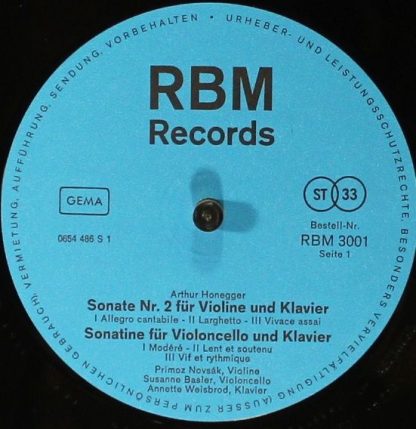 URHEBER- UND LEISTUNGSSCHUTZRECHTE, BESONDERS VERVIELFÄLTIGUNG (AUSSER ZUM PERSÖNLICHEN GEBRAUCH), VERMIETUNG, AUFFÜHRUNG, SENDUNG, VORBEHALTEN •
RBM
Records
GEMA
0654 486 S 1
ST 33
Bestell-Nr.
RBM 3001
Seite 1
Arthur Honegger
Sonate Nr. 2 für Violine und Klavier
I Allegro cantabile - II Larghetto - III Vivace assai
Sonatine für Violoncello und Klavier
I Modéré - II Lent et soutenu
III Vif et rythmique
Primoz Novsák, Violine
Susanne Basler, Violoncello
Annette Weisbrod, Klavier